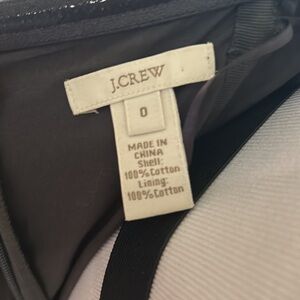 J.CREW
0
MADE IN
CHINA
Shell:
100%Cotton
Lining:
100%Cotton